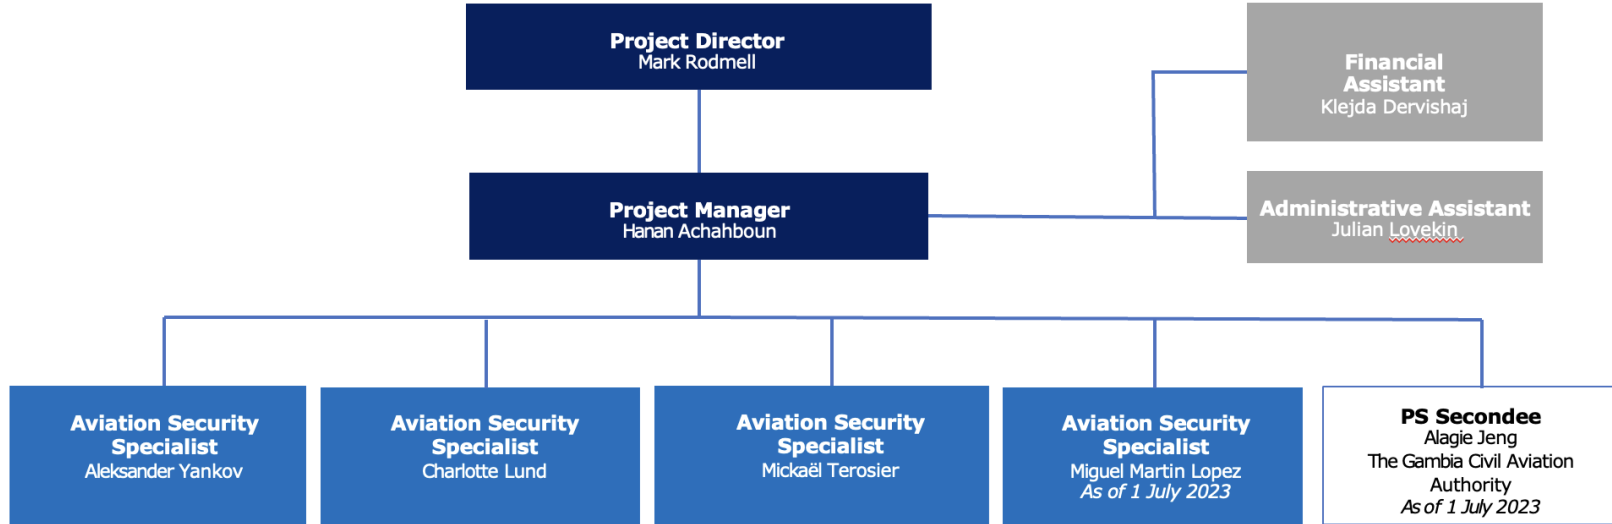 Project Director
Mark Rodmell
Financial
Assistant
Klejda Dervishaj
Project Manager
Hanan Achahboun
Administrative Assistant
Julian Lovekin
Aviation Security
Specialist
Aleksander Yankov
Aviation Security
Specialist
Charlotte Lund
Aviation Security
Specialist
Mickaël Terosier
Aviation Security
Specialist
Miguel Martin Lopez
As of 1 July 2023
PS Secondee
Alagie Jeng
The Gambia Civil Aviation
Authority
As of 1 July 2023